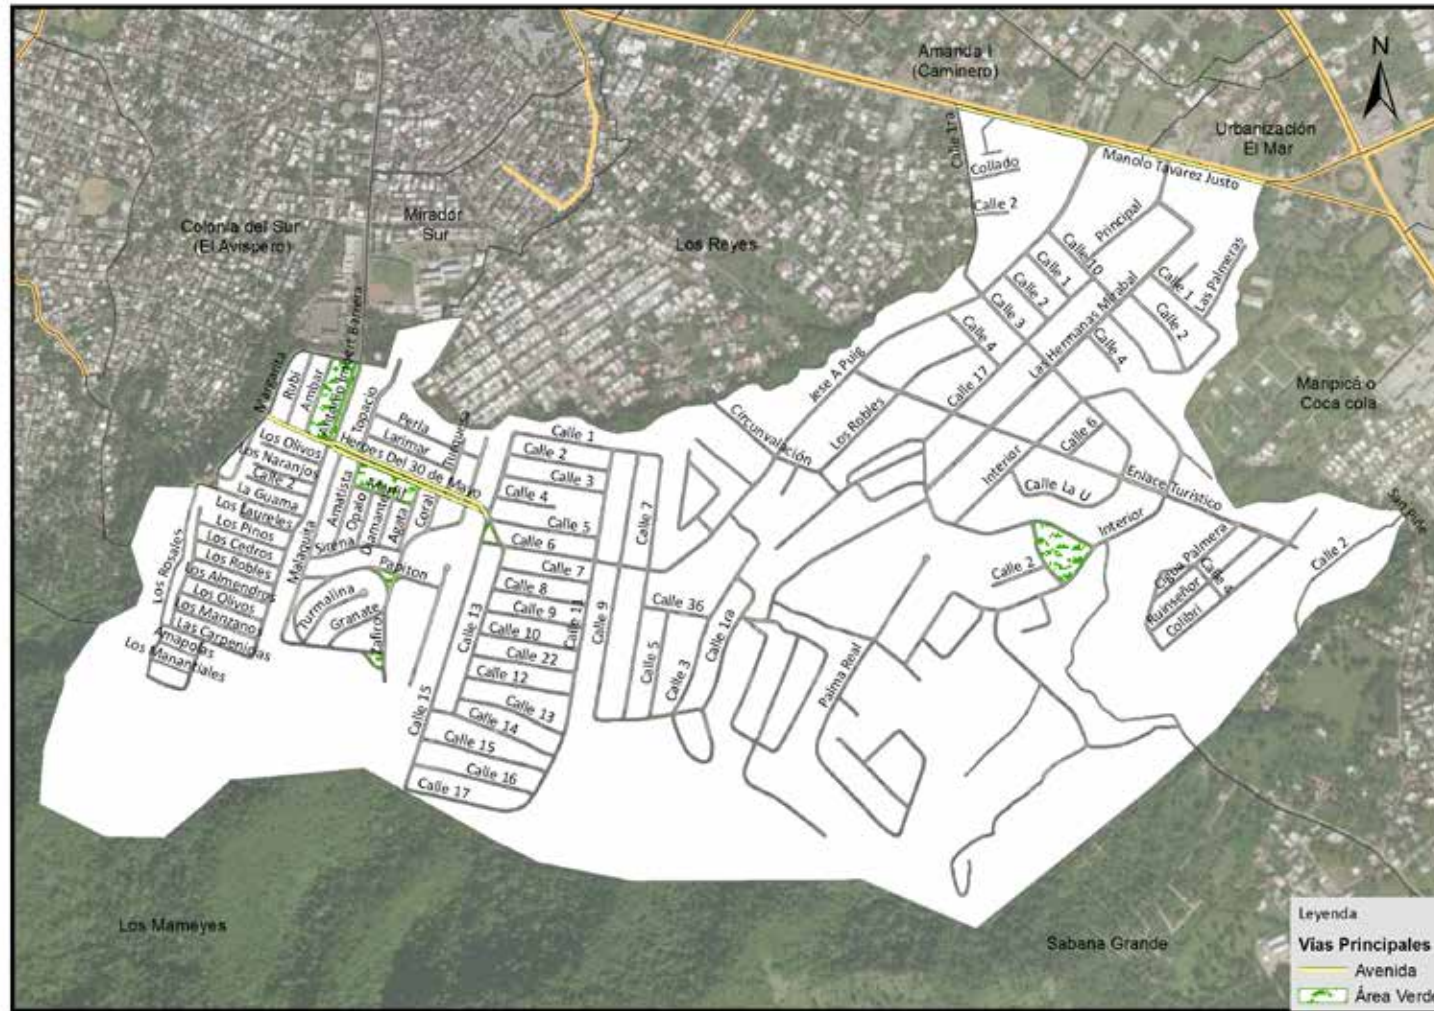 Amanda I
(Caminero)
N
Urbanización
El Mar
Calle 1ra
Collado
Manolo Tavarez Justo
Calle 2
Colonia del Sur
(El Avispero)
Mirador
Sur
Los Reyes
Principal
Calle 10
Calle 1
Calle 2
Calle 3
Calle 4
Las Hermanas Mirabal
Calle 1
Las Palmeras
Calle 2
Calle 4
Calle 17
Jese A Puig
Los Robles
Circunvalación
Maripicá o
Coca cola
Margarita
Rubi
Ambar
Topacio
Perla
Larimar
Heroes Del 30 de Mayo
Los Olivos
Los Naranjos
Calle 2
La Guama
Los Laureles
Los Pinos
Los Cedros
Los Robles
Los Almendros
Los Olivos
Los Manzanos
Las Carpenidas
Amapolas
Los Manantiales
Los Rosales
Malaquita
Amatista
Opalo
Diamante
Agata
Coral
Marfil
Sirena
Papiton
Turmalina
Granate
Zafiro
Calle 1
Calle 2
Calle 3
Calle 4
Calle 5
Calle 6
Calle 7
Calle 8
Calle 9
Calle 10
Calle 22
Calle 12
Calle 13
Calle 14
Calle 15
Calle 16
Calle 17
Calle 13
Calle 15
Calle 11
Calle 9
Calle 7
Calle 36
Calle 5
Calle 3
Calle 1ra
Interior
Calle 6
Calle La U
Enlace Turistico
Interior
Calle 2
Palma Real
Cigua Palmera
Calle
Ruinseñor
Colibri
Calle 2
San Piñe
Los Mameyes
Sabana Grande
Leyenda
Vías Principales
Avenida
Área Verde